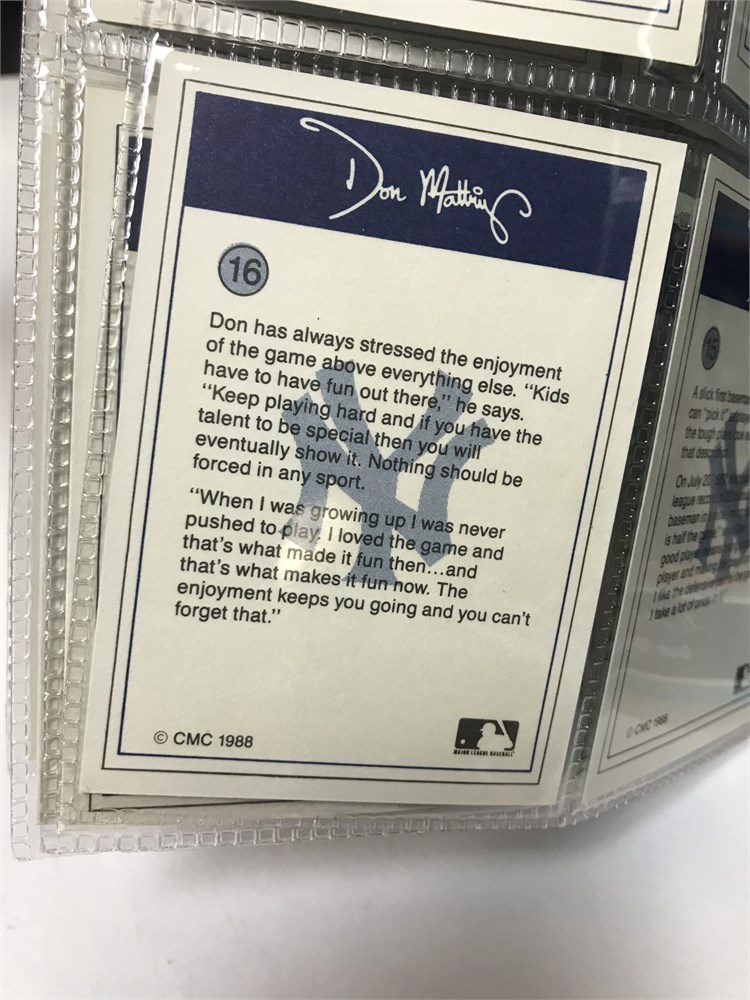 Don Mattingly
16
Don has always stressed the enjoyment
of the game above everything else. “Kids
have to have fun out there,” he says.
“Keep playing hard and if you have the
talent to be special then you will
eventually show it. Nothing should be
forced in any sport.
“When I was growing up I was never
pushed to play. I loved the game and
that’s what made it fun then...and
that’s what makes it fun now. The
enjoyment keeps you going and you can’t
forget that.”
© CMC 1988
MAJOR LEAGUE BASEBALL
NY
15
A slick first
can “pick it”
the tough
that
On July
league
baseman in
is half the
good
player and
I like the
I take a lot of
© CMC 1988